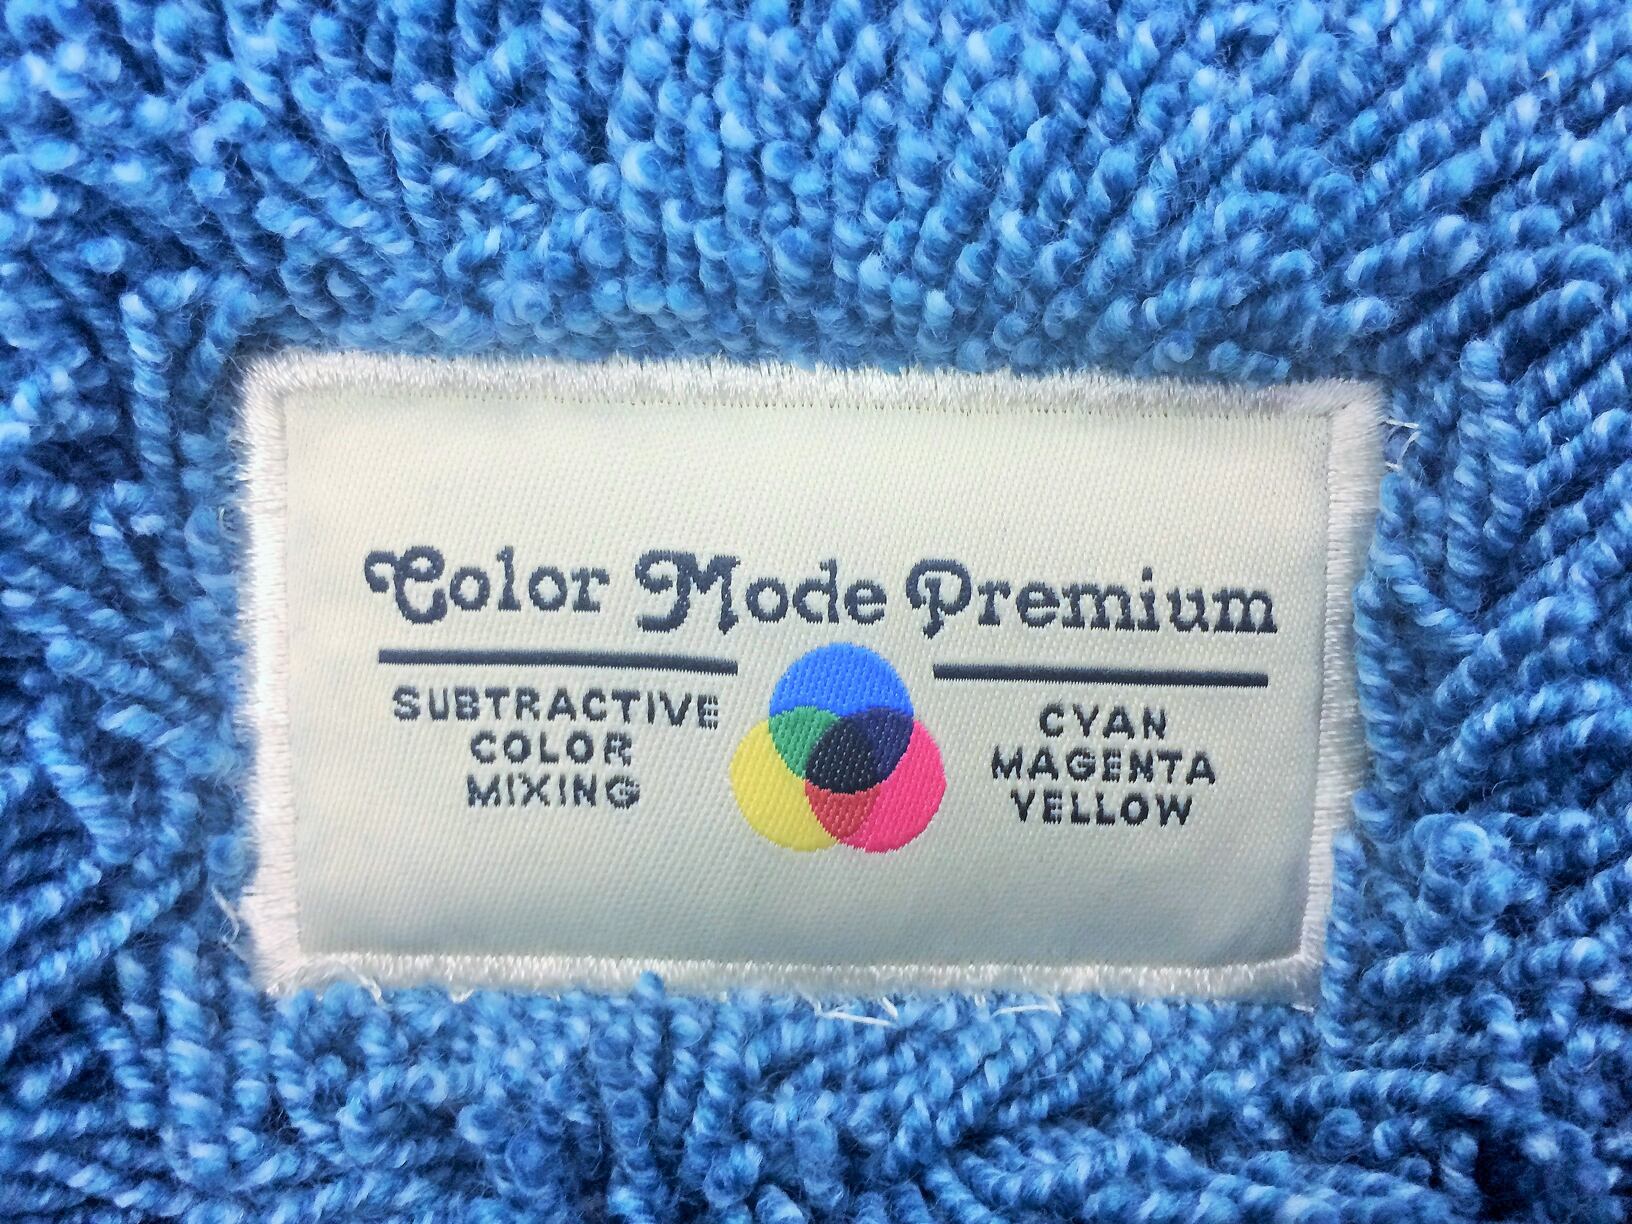 Color Mode Premium
SUBTRACTIVE
COLOR
MIXING
CYAN
MAGENTA
YELLOW